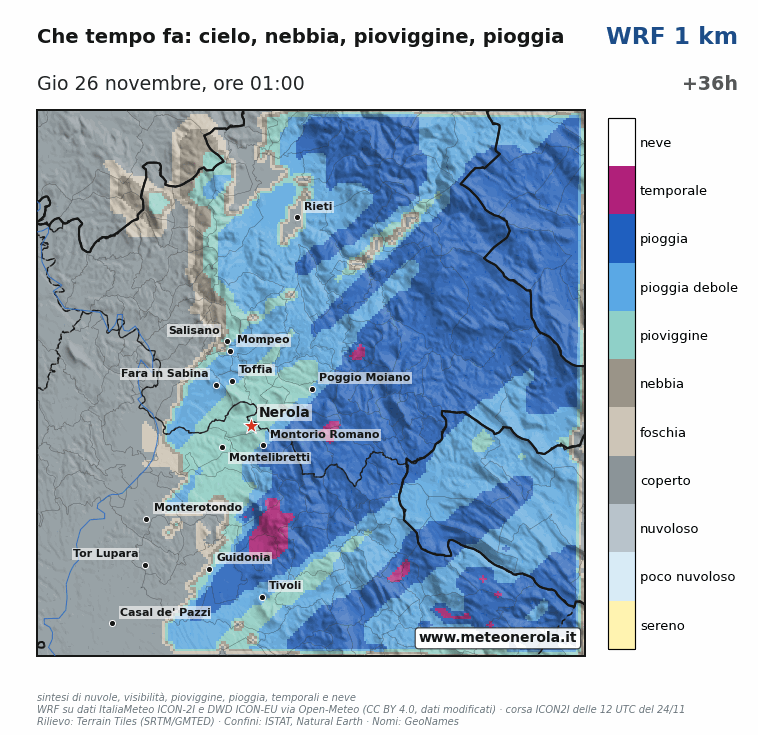 Che tempo fa: cielo, nebbia, pioviggine, pioggia
WRF 1 km
Gio 26 novembre, ore 01:00
+36h
neve
temporale
pioggia
pioggia debole
pioviggine
nebbia
foschia
coperto
nuvoloso
poco nuvoloso
sereno
Rieti
Salisano
Mompeo
Fara in Sabina
Toffia
Poggio Moiano
Nerola
Montorio Romano
Montelibretti
Monterotondo
Tor Lupara
Guidonia
Tivoli
Casal de' Pazzi
www.meteonerola.it
sintesi di nuvole, visibilità, pioviggine, pioggia, temporali e neve
WRF su dati ItaliaMeteo ICON-2I e DWD ICON-EU via Open-Meteo (CC BY 4.0, dati modificati) · corsa ICON2I delle 12 UTC del 24/11
Rilievo: Terrain Tiles (SRTM/GMTED) · Confini: ISTAT, Natural Earth · Nomi: GeoNames